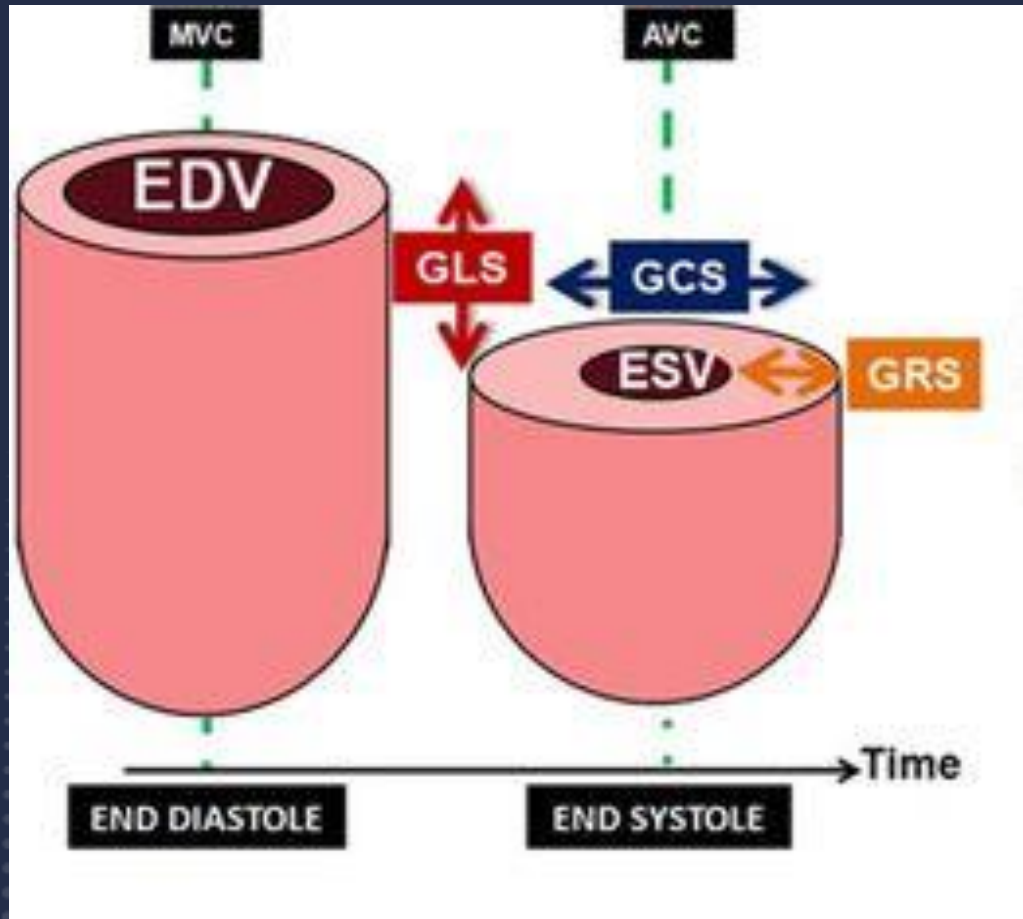 MVC
AVC
EDV
GLS
GCS
ESV
GRS
Time
END DIASTOLE
END SYSTOLE